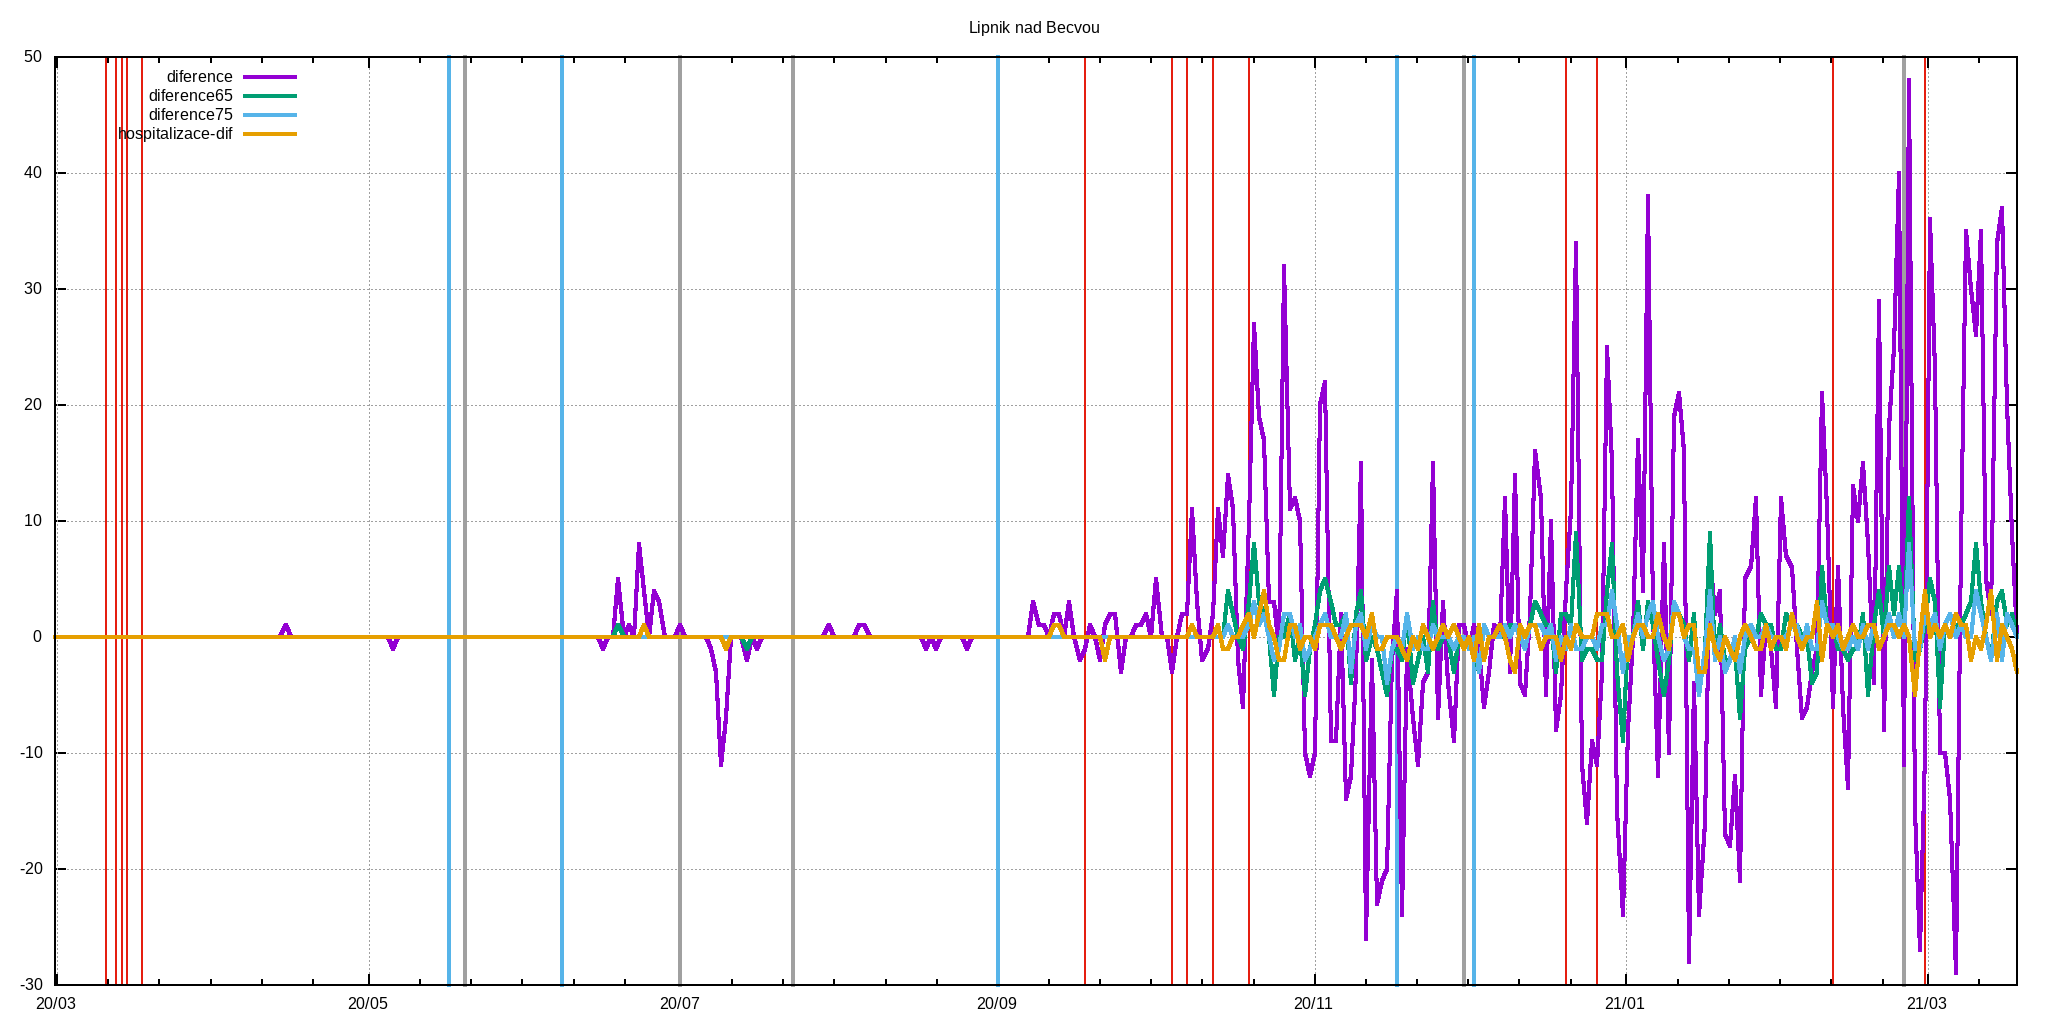 Lipnik nad Becvou
50
diference
diference65
diference75
hospitalizace-dif
40
30
20
10
0
-10
-20
-30
20/03 20/05 20/07 20/09 20/11 21/01 21/03